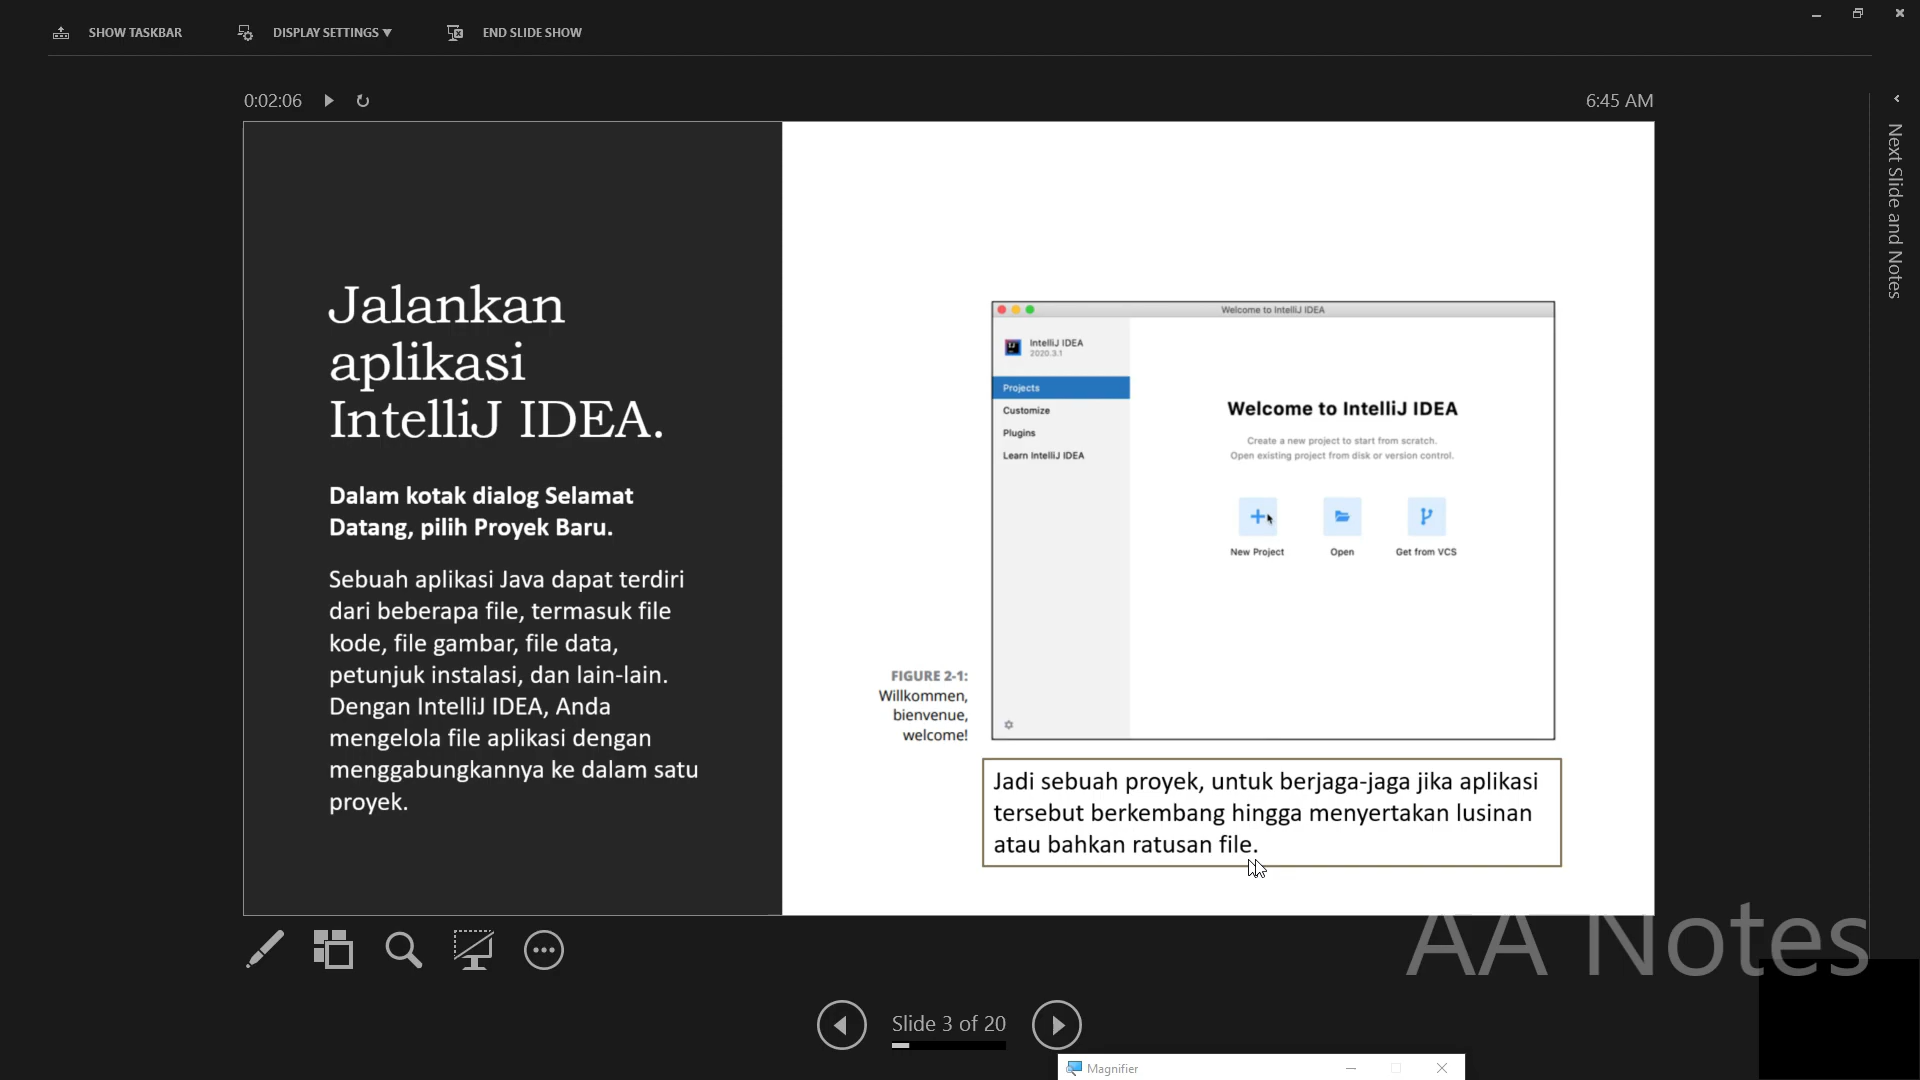 SHOW TASKBAR
DISPLAY SETTINGS
END SLIDE SHOW
0:02:06
6:45 AM
Next Slide and Notes
Jalankan
aplikasi
IntelliJ IDEA.
Dalam kotak dialog Selamat
Datang, pilih Proyek Baru.
Sebuah aplikasi Java dapat terdiri
dari beberapa file, termasuk file
kode, file gambar, file data,
petunjuk instalasi, dan lain-lain.
Dengan IntelliJ IDEA, Anda
mengelola file aplikasi dengan
menggabungkannya ke dalam satu
proyek.
Welcome to IntelliJ IDEA
IJ
IntelliJ IDEA
2020.3.1
Projects
Customize
Plugins
Learn IntelliJ IDEA
Welcome to IntelliJ IDEA
Create a new project to start from scratch.
Open existing project from disk or version control.
New Project
Open
Get from VCS
FIGURE 2-1:
Willkommen,
bienvenue,
welcome!
Jadi sebuah proyek, untuk berjaga-jaga jika aplikasi
tersebut berkembang hingga menyertakan lusinan
atau bahkan ratusan file.
AA Notes
Slide 3 of 20
Magnifier